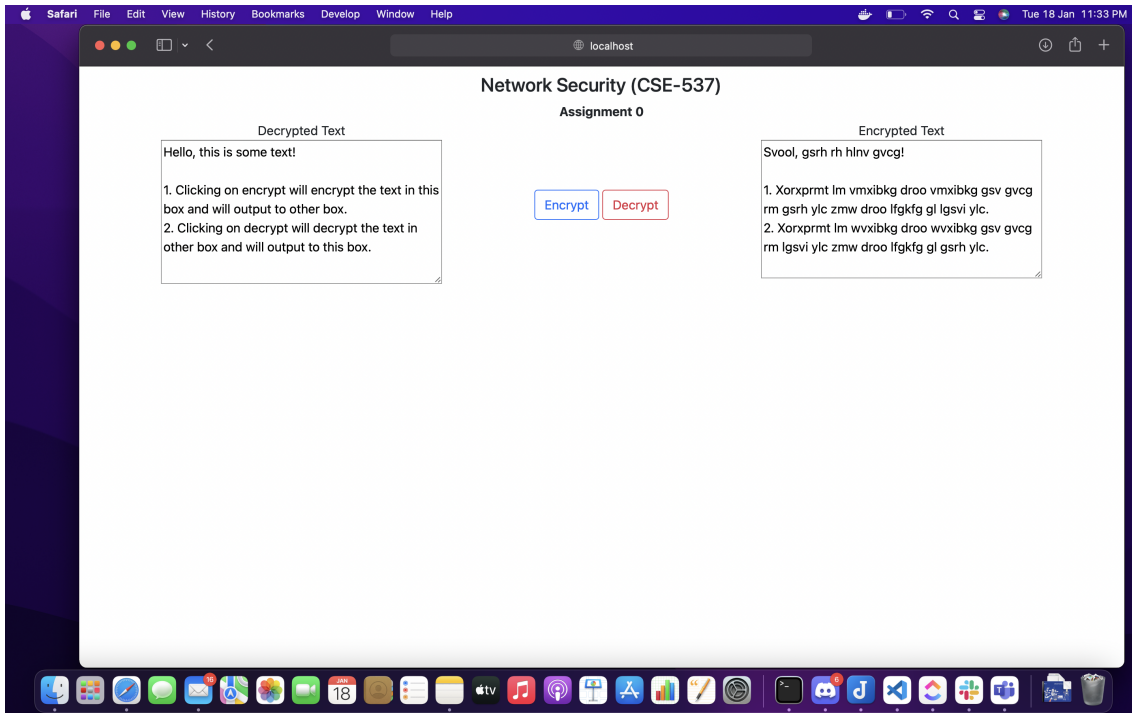 Safari File Edit View History Bookmarks Develop Window Help
Tue 18 Jan 11:33 PM
localhost
Network Security (CSE-537)
Assignment 0
Decrypted Text
Hello, this is some text!
1. Clicking on encrypt will encrypt the text in this
box and will output to other box.
2. Clicking on decrypt will decrypt the text in
other box and will output to this box.
Encrypt Decrypt
Encrypted Text
Svool, gsrh rh hlnv gvcg!
1. Xorxprmt lm vmxibkg droo vmxibkg gsv gvcg
rm gsrh ylc zmw droo lfgkfg gl lgsvi ylc.
2. Xorxprmt lm wvxibkg droo wvxibkg gsv gvcg
rm lgsvi ylc zmw droo lfgkfg gl gsrh ylc.
16
JAN
18
tv
6